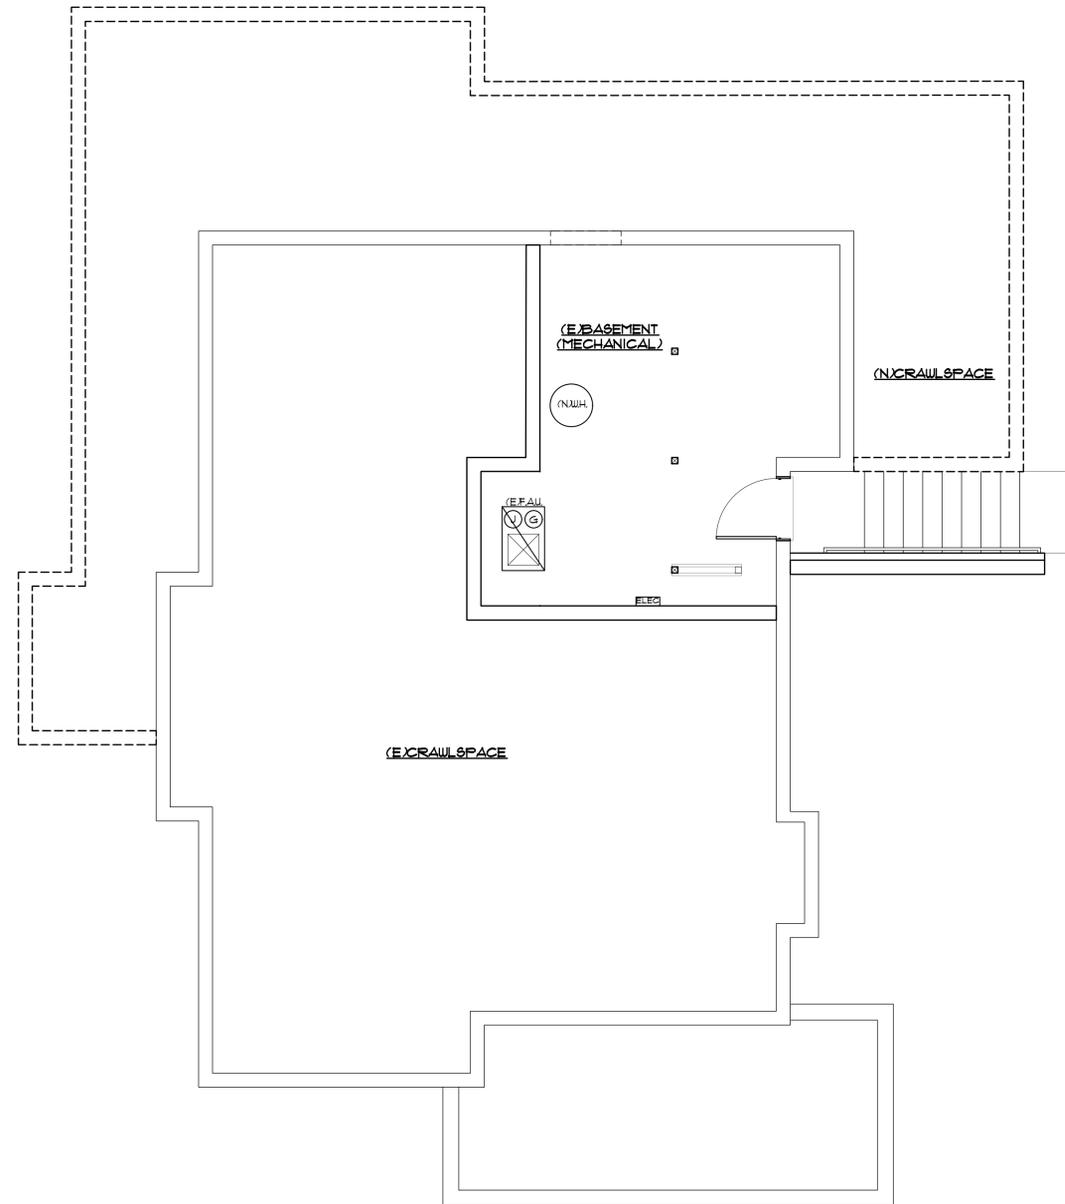 (E)BASEMENT
(MECHANICAL)
(N)CRAWLSPACE
(N)W.H.
(E)F.A.U.
J G
ELEC
(E)CRAWLSPACE